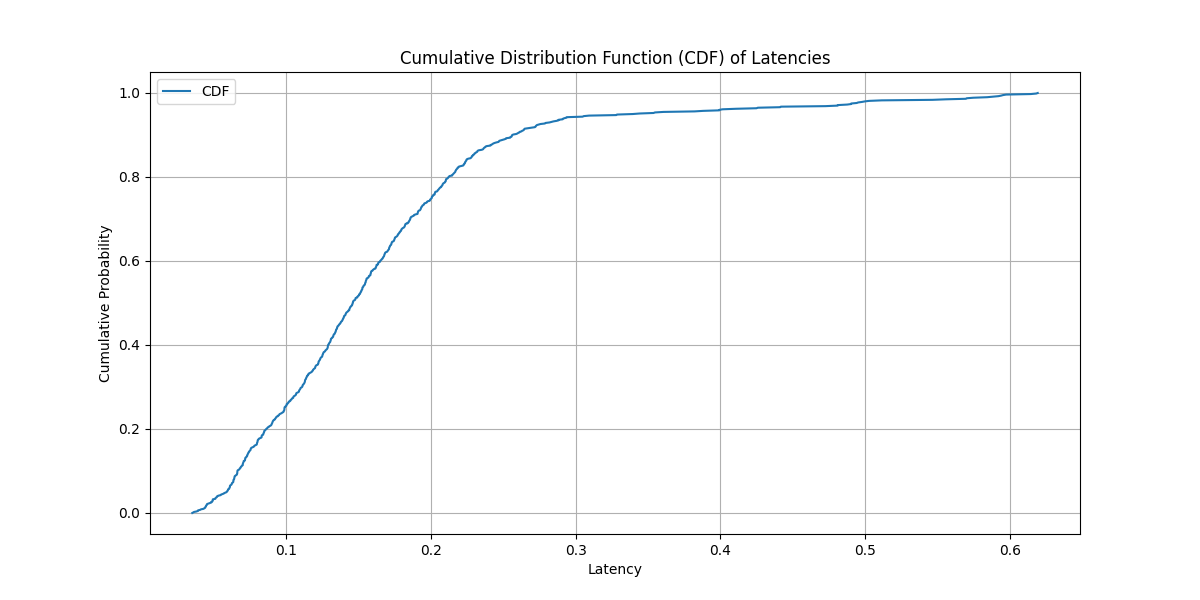 Cumulative Distribution Function (CDF) of Latencies
CDF
Cumulative Probability
1.0
0.8
0.6
0.4
0.2
0.0
0.1 0.2 0.3 0.4 0.5 0.6
Latency